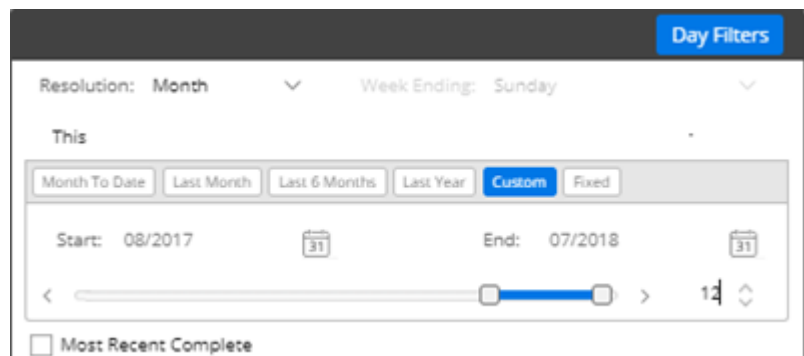 Day Filters
Resolution: Month Week Ending: Sunday
This -
Month To Date Last Month Last 6 Months Last Year Custom Fixed
Start: 08/2017 31 End: 07/2018 31
12
Most Recent Complete